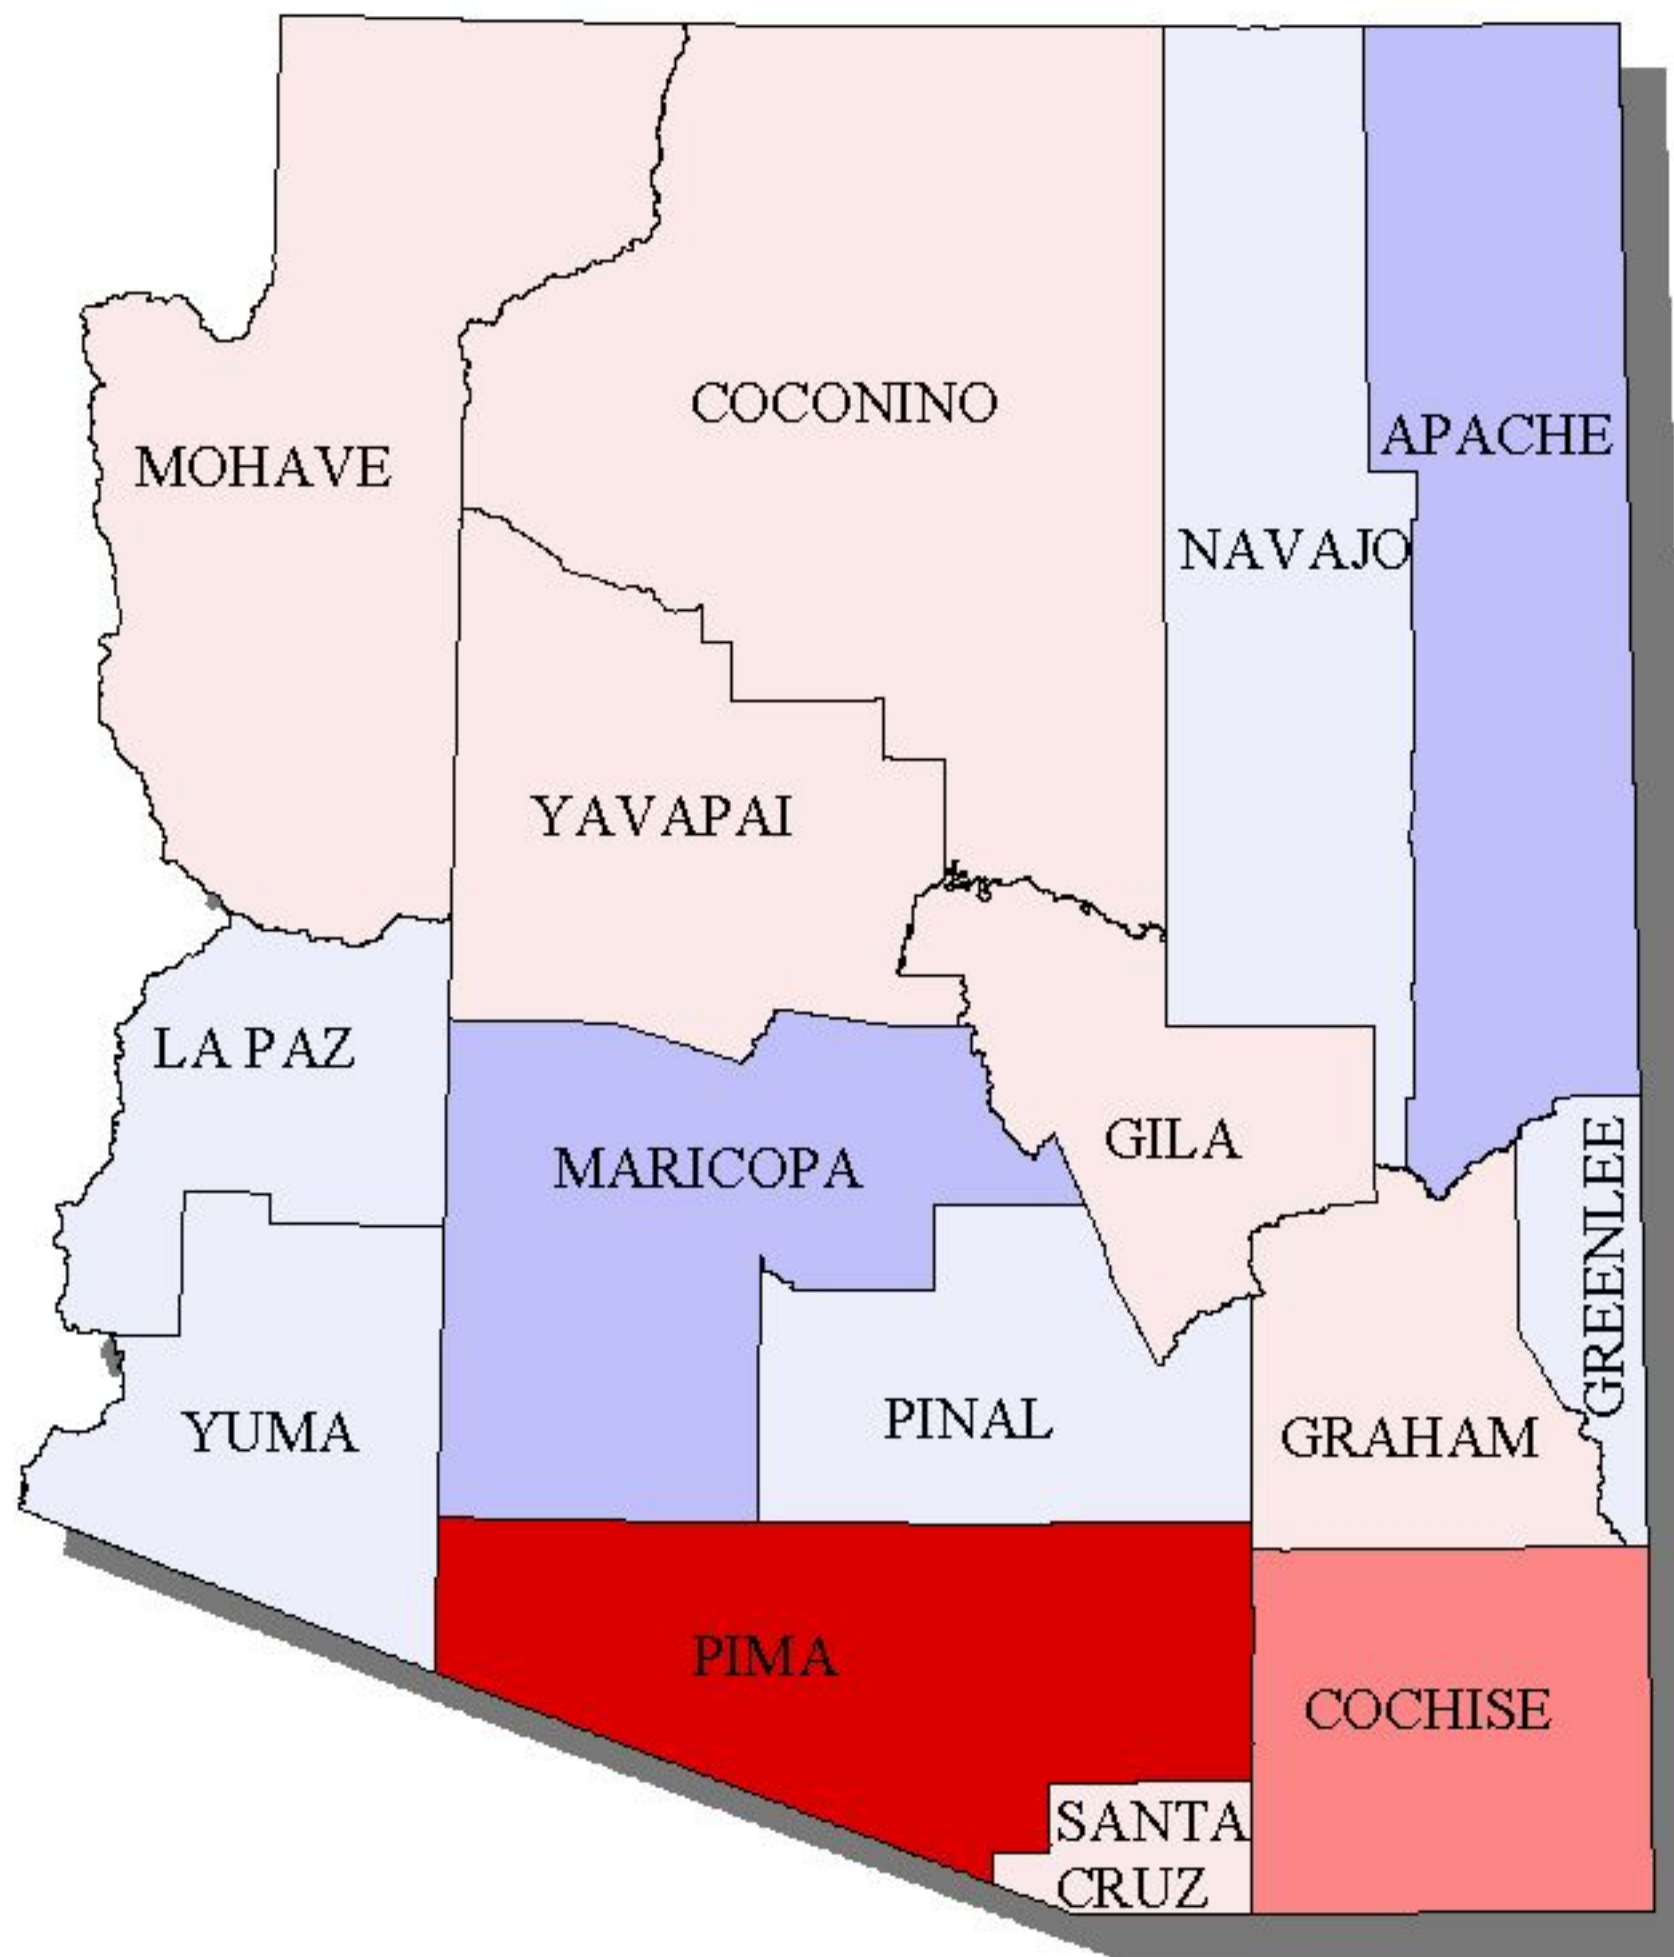 COCONINO
APACHE
MOHAVE
NAVAJO
YAVAPAI
LA PAZ
GILA
MARICOPA
GREENLEE
PINAL
YUMA
GRAHAM
PIMA
COCHISE
SANTA
CRUZ